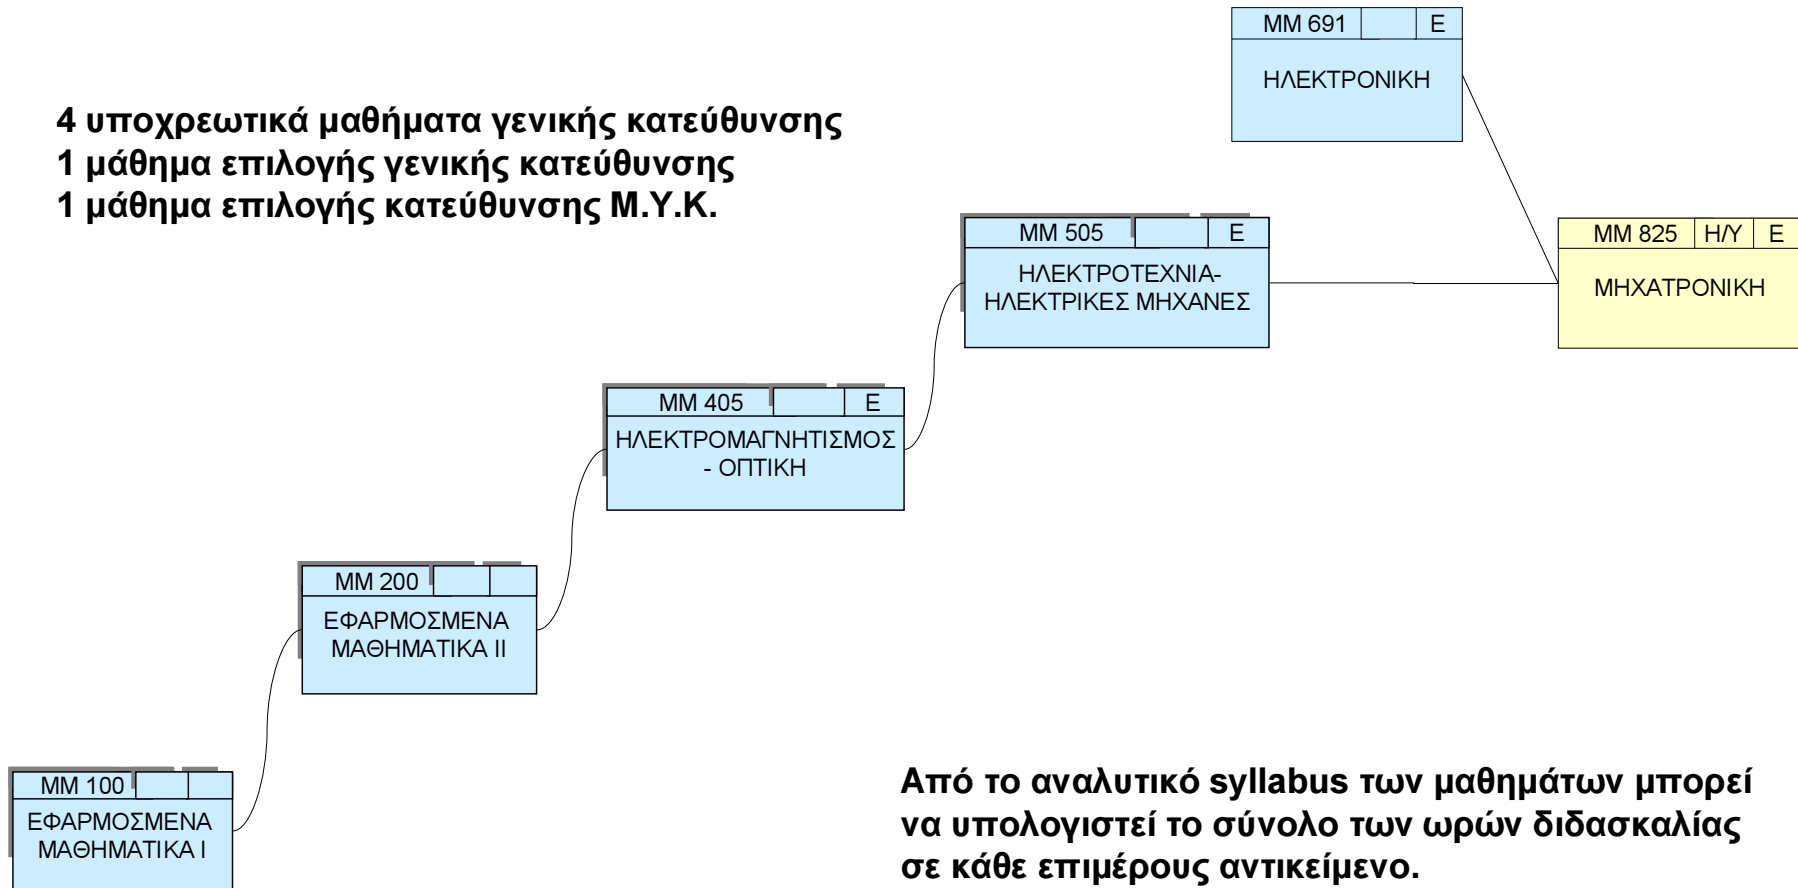 ΜΜ 691 Ε
ΗΛΕΚΤΡΟΝΙΚΗ
4 υποχρεωτικά μαθήματα γενικής κατεύθυνσης
1 μάθημα επιλογής γενικής κατεύθυνσης
1 μάθημα επιλογής κατεύθυνσης Μ.Υ.Κ.
ΜΜ 505 Ε
ΗΛΕΚΤΡΟΤΕΧΝΙΑ-
ΗΛΕΚΤΡΙΚΕΣ ΜΗΧΑΝΕΣ
ΜΜ 825 Η/Υ Ε
ΜΗΧΑΤΡΟΝΙΚΗ
ΜΜ 405 Ε
ΗΛΕΚΤΡΟΜΑΓΝΗΤΙΣΜΟΣ
- ΟΠΤΙΚΗ
ΜΜ 200
ΕΦΑΡΜΟΣΜΕΝΑ
ΜΑΘΗΜΑΤΙΚΑ ΙΙ
ΜΜ 100
ΕΦΑΡΜΟΣΜΕΝΑ
ΜΑΘΗΜΑΤΙΚΑ Ι
Από το αναλυτικό syllabus των μαθημάτων μπορεί
να υπολογιστεί το σύνολο των ωρών διδασκαλίας
σε κάθε επιμέρους αντικείμενο.